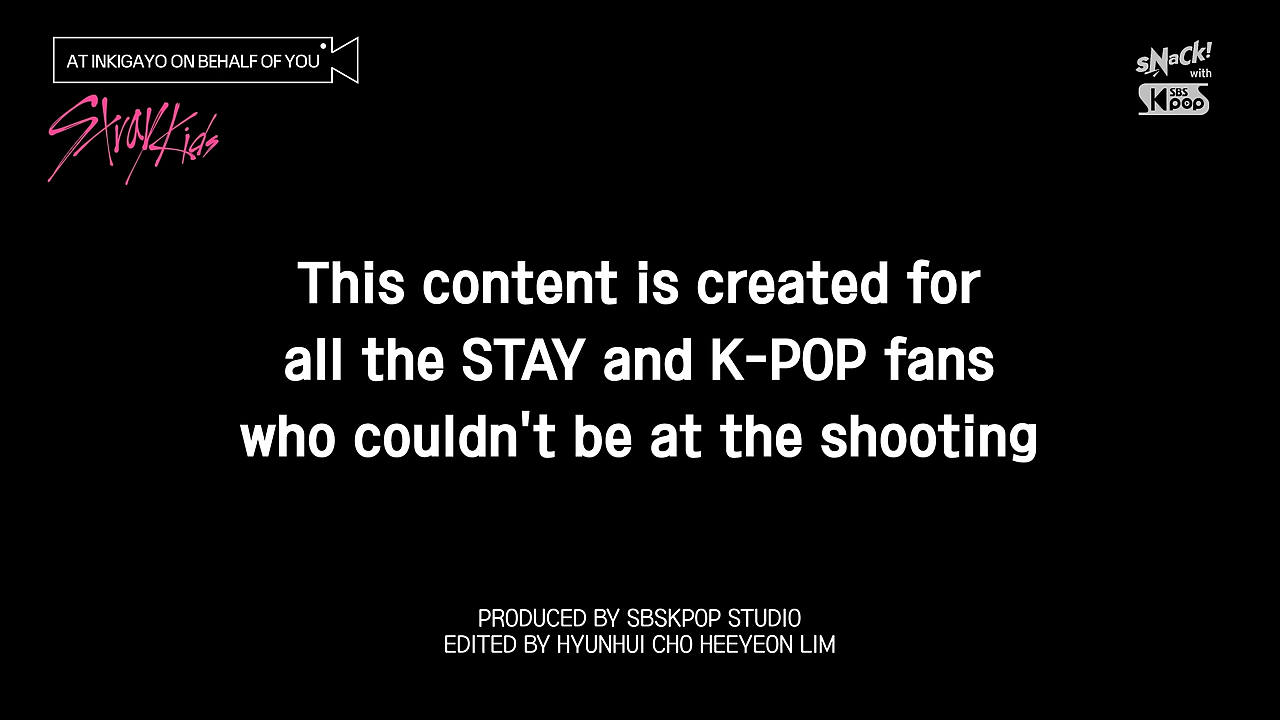 AT INKIGAYO ON BEHALF OF YOU
Stray Kids
sNaCk!
with
SBS
Kpop
This content is created for
all the STAY and K-POP fans
who couldn't be at the shooting
PRODUCED BY SBSKPOP STUDIO
EDITED BY HYUNHUI CHO HEEYEON LIM